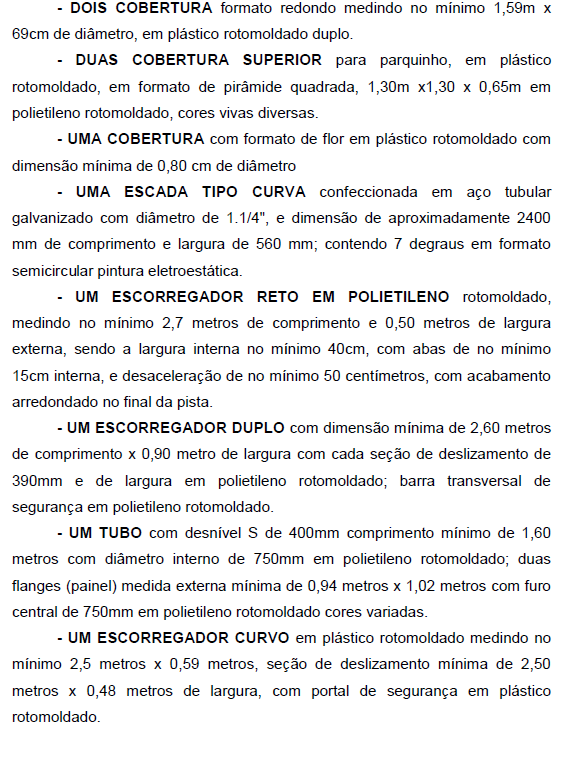 - DOIS COBERTURA formato redondo medindo no mínimo 1,59m x
69cm de diâmetro, em plástico rotomoldado duplo.
- DUAS COBERTURA SUPERIOR para parquinho, em plástico
rotomoldado, em formato de pirâmide quadrada, 1,30m x1,30 x 0,65m em
polietileno rotomoldado, cores vivas diversas.
- UMA COBERTURA com formato de flor em plástico rotomoldado com
dimensão mínima de 0,80 cm de diâmetro
- UMA ESCADA TIPO CURVA confeccionada em aço tubular
galvanizado com diâmetro de 1.1/4", e dimensão de aproximadamente 2400
mm de comprimento e largura de 560 mm; contendo 7 degraus em formato
semicircular pintura eletroestática.
- UM ESCORREGADOR RETO EM POLIETILENO rotomoldado,
medindo no mínimo 2,7 metros de comprimento e 0,50 metros de largura
externa, sendo a largura interna no mínimo 40cm, com abas de no mínimo
15cm interna, e desaceleração de no mínimo 50 centímetros, com acabamento
arredondado no final da pista.
- UM ESCORREGADOR DUPLO com dimensão mínima de 2,60 metros
de comprimento x 0,90 metro de largura com cada seção de deslizamento de
390mm e de largura em polietileno rotomoldado; barra transversal de
segurança em polietileno rotomoldado.
- UM TUBO com desnível S de 400mm comprimento mínimo de 1,60
metros com diâmetro interno de 750mm em polietileno rotomoldado; duas
flanges (painel) medida externa mínima de 0,94 metros x 1,02 metros com furo
central de 750mm em polietileno rotomoldado cores variadas.
- UM ESCORREGADOR CURVO em plástico rotomoldado medindo no
mínimo 2,5 metros x 0,59 metros, seção de deslizamento mínima de 2,50
metros x 0,48 metros de largura, com portal de segurança em plástico
rotomoldado.